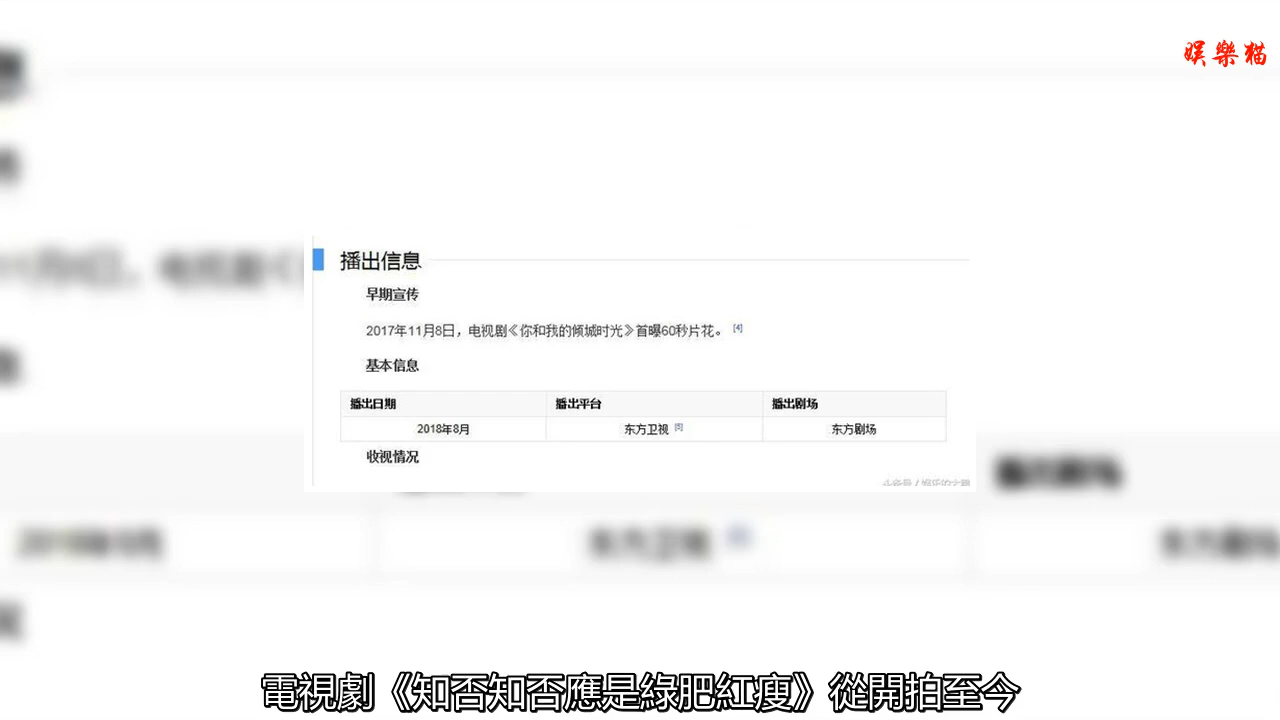 娱樂猫
播出信息
早期宣传
2017年11月8日，电视剧《你和我的倾城时光》首曝60秒片花。 [4]
基本信息
播出日期 播出平台 播出剧场
2018年8月 东方卫视 东方剧场
收视情况
電視劇《知否知否應是綠肥紅瘦》從開拍至今